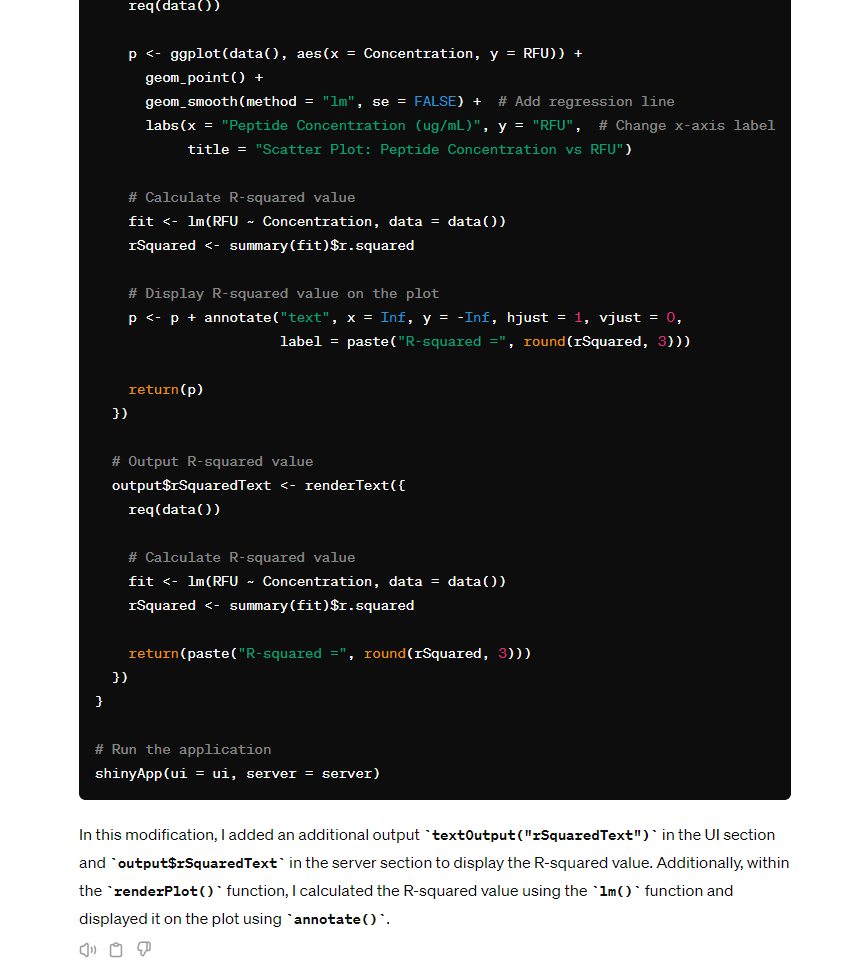 req(data())
p <- ggplot(data(), aes(x = Concentration, y = RFU)) +
geom_point() +
geom_smooth(method = "lm", se = FALSE) +  # Add regression line
labs(x = "Peptide Concentration (ug/mL)", y = "RFU",  # Change x-axis label
title = "Scatter Plot: Peptide Concentration vs RFU")
# Calculate R-squared value
fit <- lm(RFU ~ Concentration, data = data())
rSquared <- summary(fit)$r.squared
# Display R-squared value on the plot
p <- p + annotate("text", x = Inf, y = -Inf, hjust = 1, vjust = 0,
label = paste("R-squared =", round(rSquared, 3)))
return(p)
})
# Output R-squared value
output$rSquaredText <- renderText({
req(data())
# Calculate R-squared value
fit <- lm(RFU ~ Concentration, data = data())
rSquared <- summary(fit)$r.squared
return(paste("R-squared =", round(rSquared, 3)))
})
}
# Run the application
shinyApp(ui = ui, server = server)
In this modification, I added an additional output `textOutput("rSquaredText")` in the UI section
and `output$rSquaredText` in the server section to display the R-squared value. Additionally, within
the `renderPlot()` function, I calculated the R-squared value using the `lm()` function and
displayed it on the plot using `annotate()`.